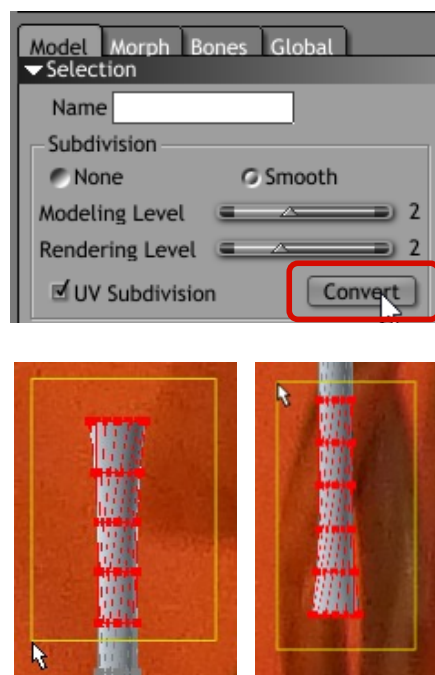 Model Morph Bones Global
Selection
Name
Subdivision
None Smooth
Modeling Level 2
Rendering Level 2
UV Subdivision Convert